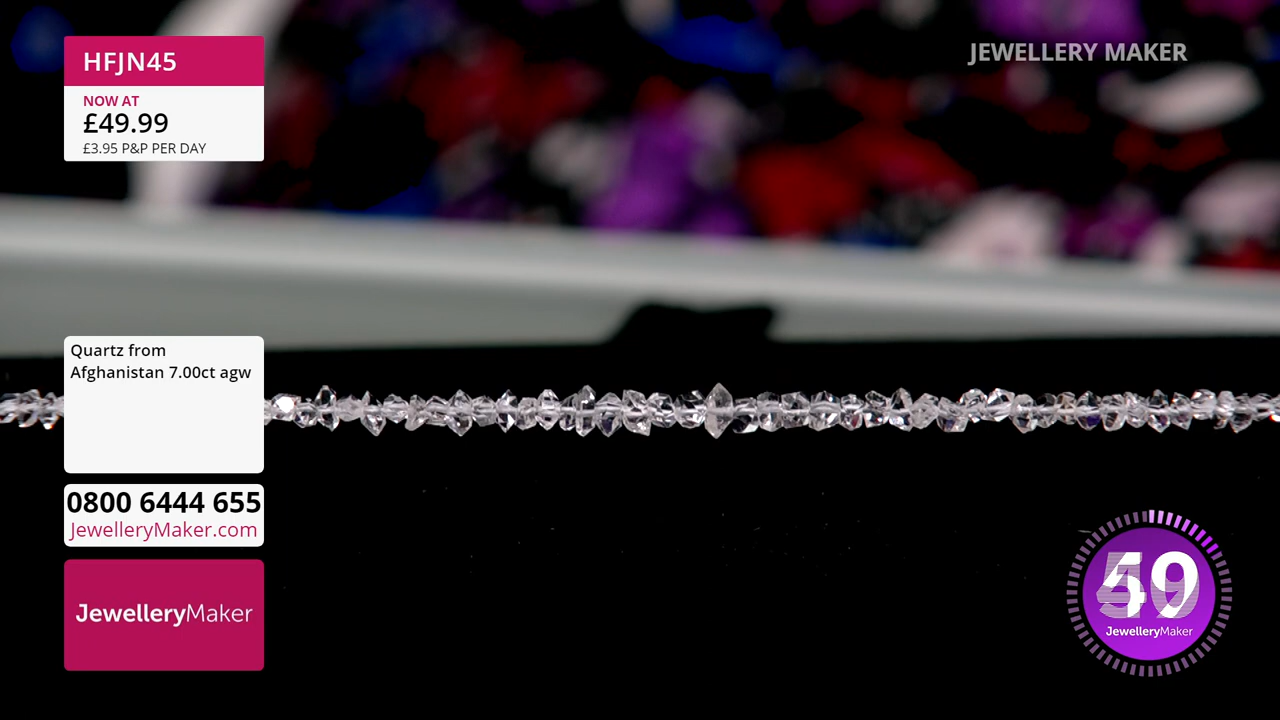 HFJN45
NOW AT
£49.99
£3.95 P&P PER DAY
JEWELLERY MAKER
Quartz from
Afghanistan 7.00ct agw
0800 6444 655
JewelleryMaker.com
JewelleryMaker
JewelleryMaker